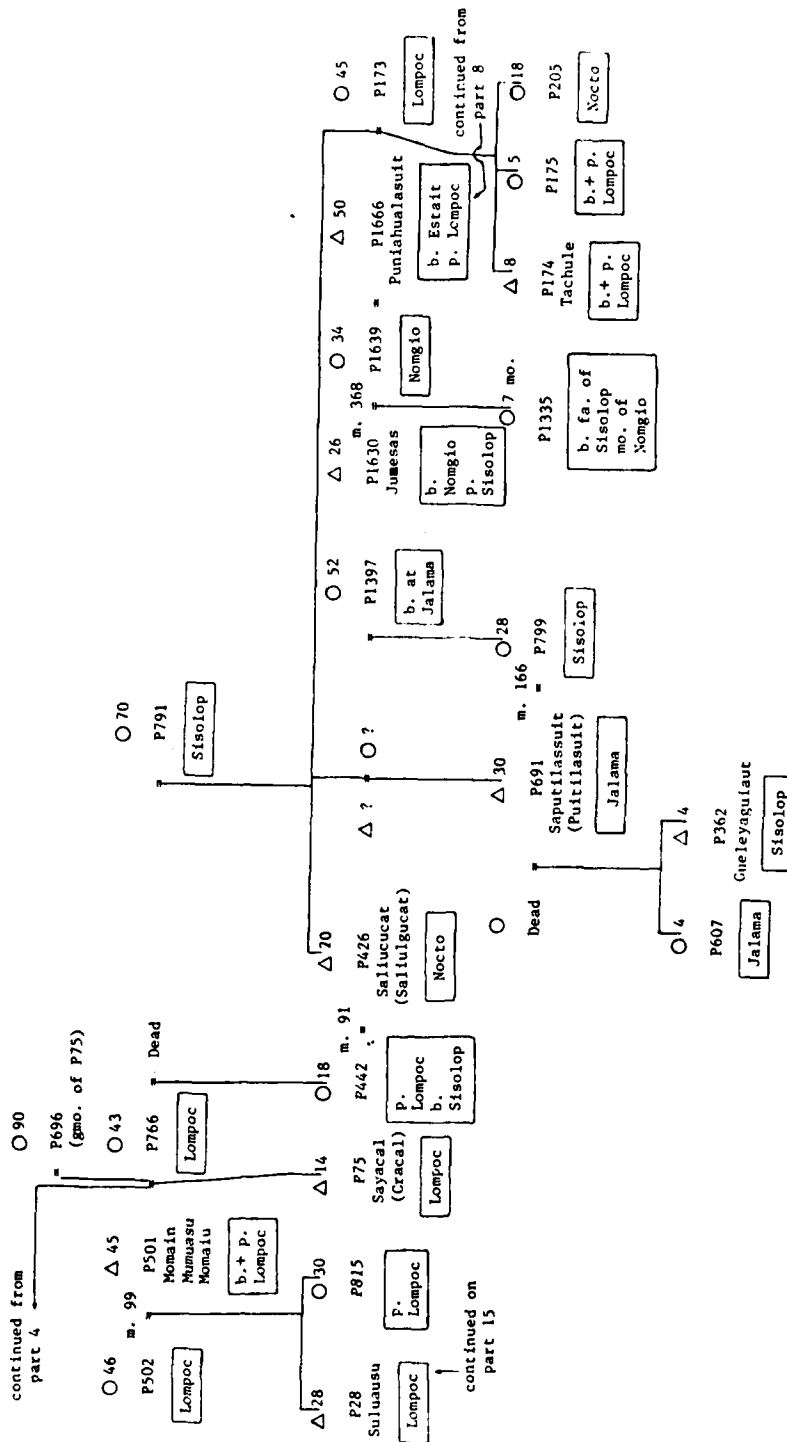 continued from
part 4
○ 90
P696
(gmo. of P75)
○ 46
P502
Lompoc
m. 99
=
△ 45
P501
Momain
Mumuasu
Momaiu
b.+ p.
Lompoc
=
○ 43
P766
Lompoc
= Dead
△ 28
P28
Suluausu
Lompoc
continued on
Part 15
○ 30
P815
p.
Lompoc
△ 14
P75
Sayacal
(Cracal)
Lompoc
○ 18
P442
p.
Lompoc
b.
Sisolop
m. 91
=
△ 70
P426
Saliucucat
(Saliulgucat)
Nocto
○ 70
P791
Sisolop
=
△ ?
=
○ ?
○ 52
P1397
b. at
Jalama
=
△ 26
P1630
Jumesas
b.
Nomgio
p.
Sisolop
m. 368
=
○ 34
P1639
Nomgio
=
△ 50
P1666
Puniahualasuit
b. Estait
p. Lompoc
=
○ 45
P173
Lompoc
continued from
part 8
○
Dead
=
△ 30
P691
Saputilassuit
(Puitilasuit)
Jalama
m. 166
=
○ 28
P799
Sisolop
○ 7 mo.
P1335
b. fa. of
Sisolop
mo. of
Nomgio
△ 8
P174
Tachule
b.+ p.
Lompoc
○ 5
P175
b.+ p.
Lompoc
○ 18
P205
Nocto
○ 4
P607
Jalama
△ 4
P362
Gueleyaguiaut
Sisolop